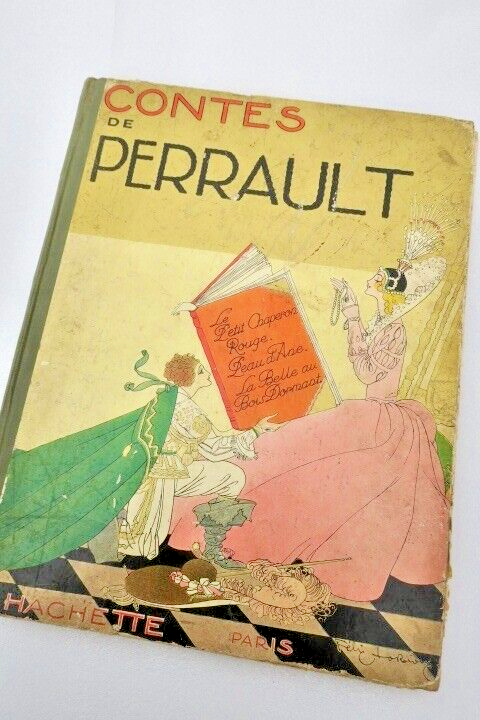 CONTES
DE
PERRAULT
Le
Petit Chaperon
Rouge.
Peau d'Ane.
La Belle au
Bois Dormant
HACHETTE PARIS